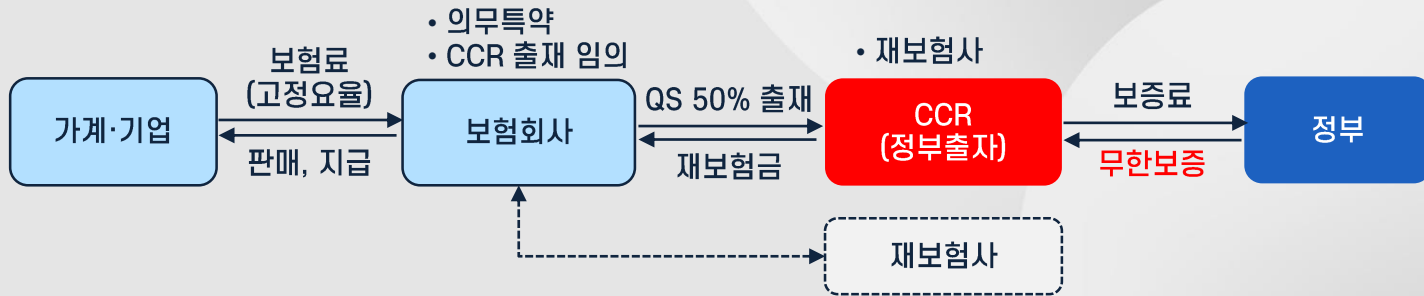 • 의무특약
• CCR 출재 임의
• 재보험사
보험료
(고정요율)
QS 50% 출재
보증료
가계·기업
보험회사
CCR
(정부출자)
정부
판매, 지급
재보험금
무한보증
재보험사